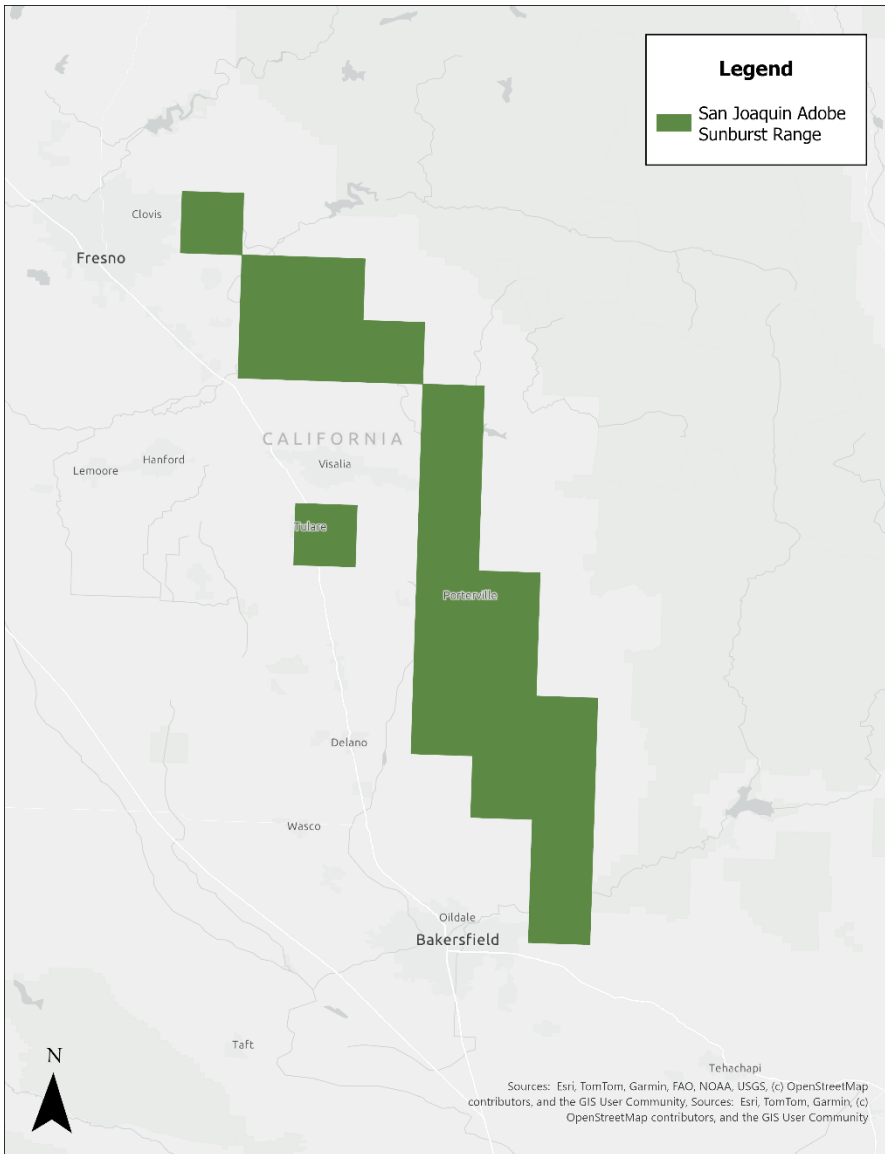 Legend
San Joaquin Adobe
Sunburst Range
Clovis
Fresno
CALIFORNIA
Hanford
Visalia
Lemoore
Tulare
Porterville
Delano
Wasco
Oildale
Bakersfield
Taft
N
Tehachapi
Sources: Esri, TomTom, Garmin, FAO, NOAA, USGS, (c) OpenStreetMap
contributors, and the GIS User Community, Sources: Esri, TomTom, Garmin, (c)
OpenStreetMap contributors, and the GIS User Community